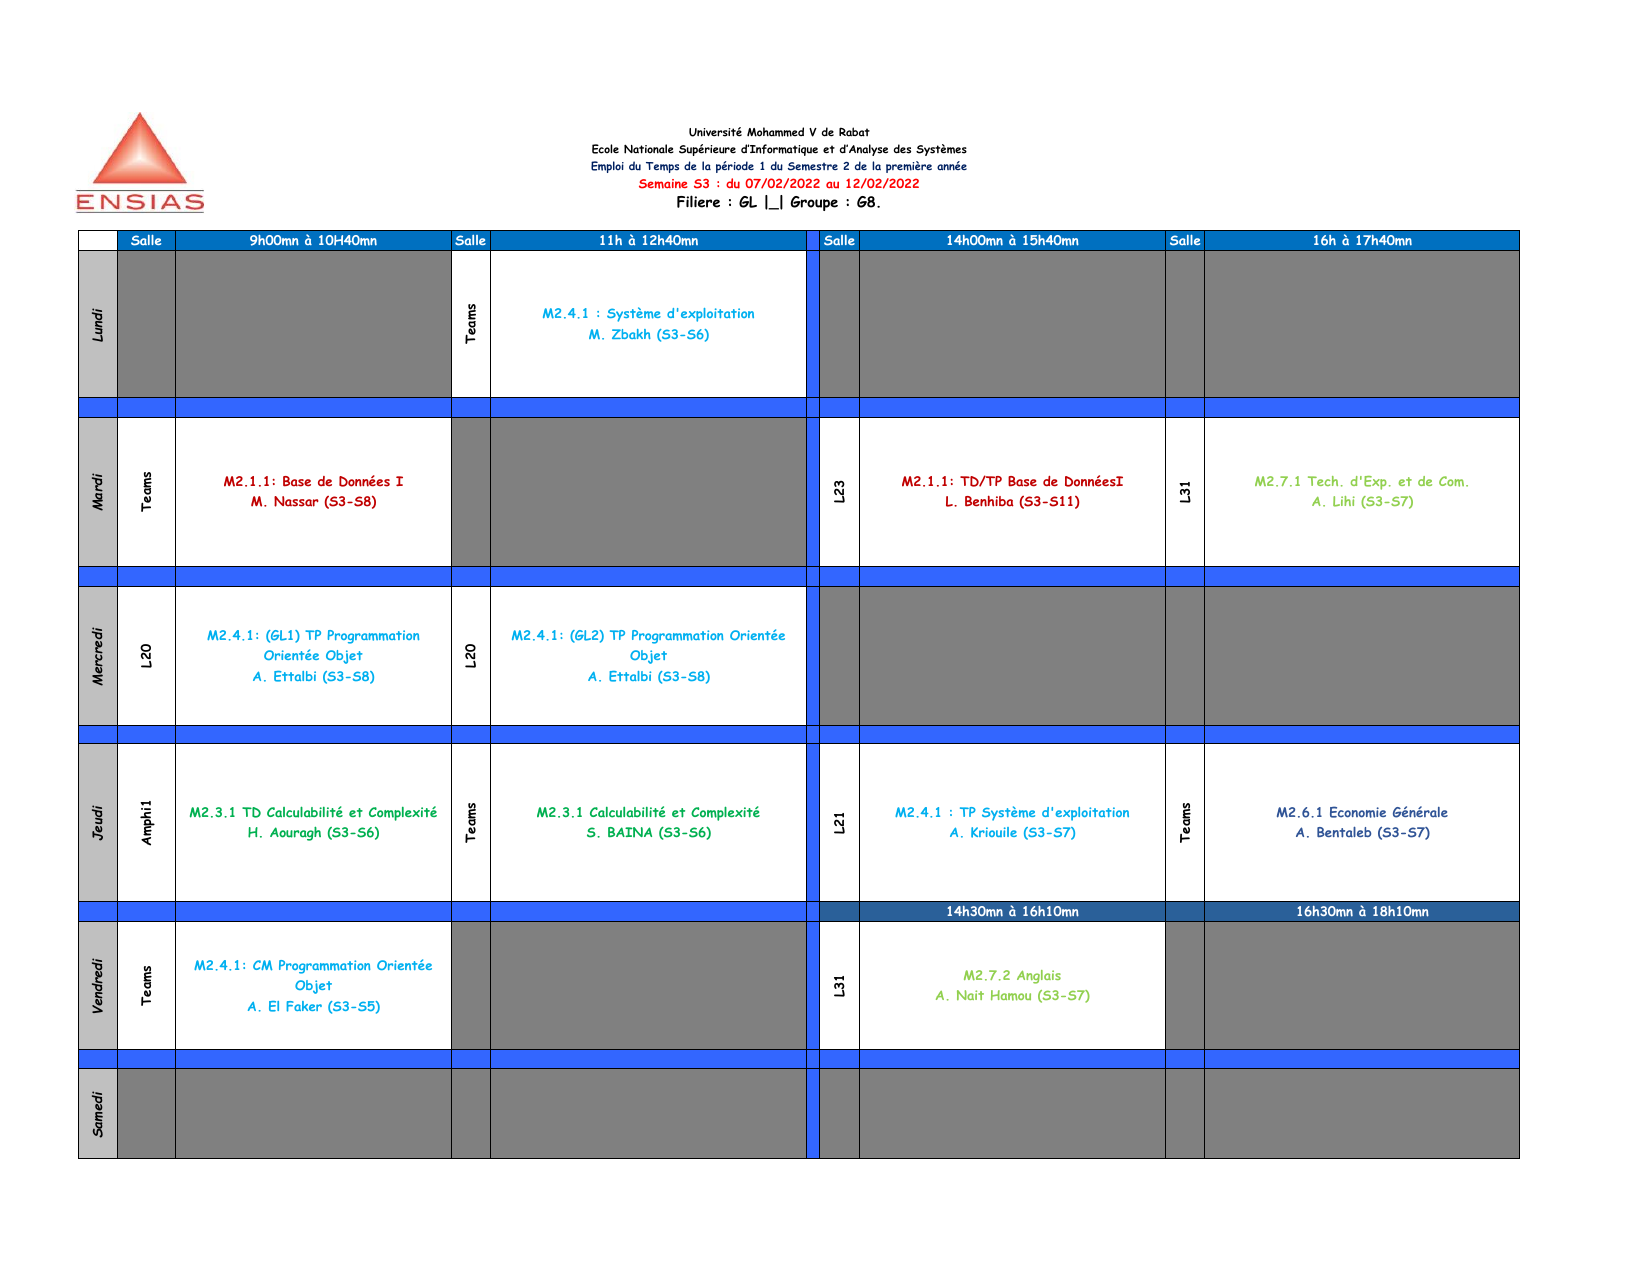 Université Mohammed V de Rabat
Ecole Nationale Supérieure d’Informatique et d’Analyse des Systèmes
Emploi du Temps de la période 1 du Semestre 2 de la première année
Semaine S3 : du 07/02/2022 au 12/02/2022
Filiere : GL |_| Groupe : G8.
ENSIAS
Salle 9h00mn à 10H40mn Salle 11h à 12h40mn Salle 14h00mn à 15h40mn Salle 16h à 17h40mn
Lundi
Teams
M2.4.1 : Système d'exploitation
M. Zbakh (S3-S6)
Mardi
Teams
M2.1.1: Base de Données I
M. Nassar (S3-S8)
L23
M2.1.1: TD/TP Base de DonnéesI
L. Benhiba (S3-S11)
L31
M2.7.1 Tech. d'Exp. et de Com.
A. Lihi (S3-S7)
Mercredi
L20
M2.4.1: (GL1) TP Programmation
Orientée Objet
A. Ettalbi (S3-S8)
L20
M2.4.1: (GL2) TP Programmation Orientée
Objet
A. Ettalbi (S3-S8)
Jeudi
Amphi1
M2.3.1 TD Calculabilité et Complexité
H. Aouragh (S3-S6)
Teams
M2.3.1 Calculabilité et Complexité
S. BAINA (S3-S6)
L21
M2.4.1 : TP Système d'exploitation
A. Kriouile (S3-S7)
Teams
M2.6.1 Economie Générale
A. Bentaleb (S3-S7)
14h30mn à 16h10mn 16h30mn à 18h10mn
Vendredi
Teams
M2.4.1: CM Programmation Orientée
Objet
A. El Faker (S3-S5)
L31
M2.7.2 Anglais
A. Nait Hamou (S3-S7)
Samedi